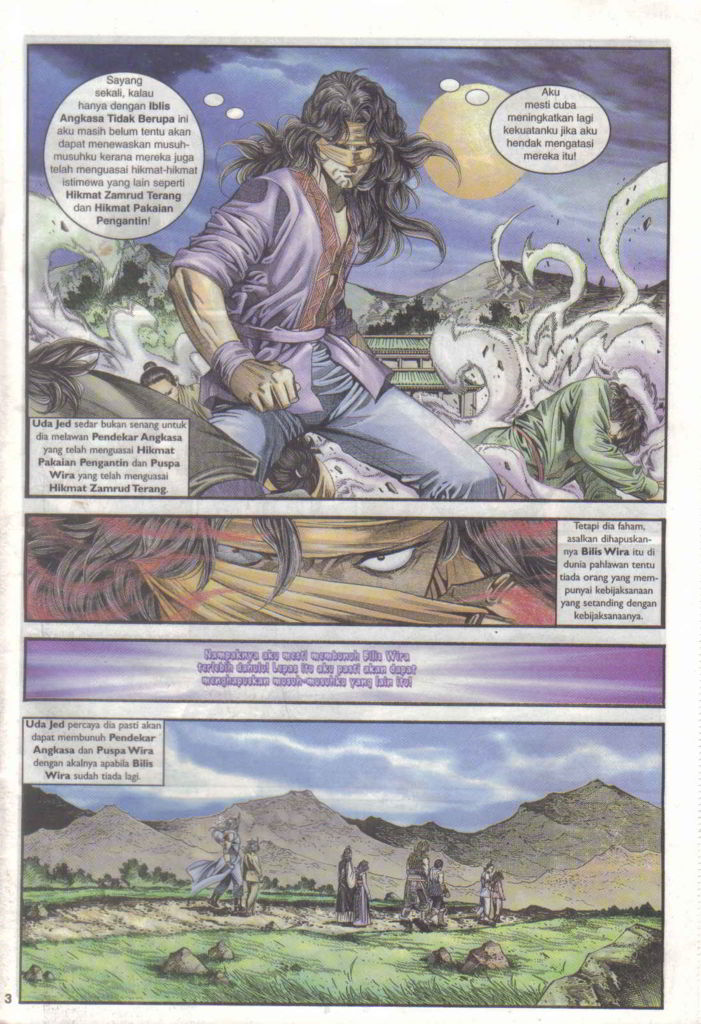 Sayang
sekali, kalau
hanya dengan Iblis
Angkasa Tidak Berupa ini
aku masih belum tentu akan
dapat menewaskan musuh-
musuhku kerana mereka juga
telah menguasai hikmat-hikmat
istimewa yang lain seperti
Hikmat Zamrud Terang
dan Hikmat Pakaian
Pengantin!
Aku
mesti cuba
meningkatkan lagi
kekuatanku jika aku
hendak mengatasi
mereka itu!
Uda Jed sedar bukan senang untuk
dia melawan Pendekar Angkasa
yang telah menguasai Hikmat
Pakaian Pengantin dan Puspa
Wira yang telah menguasai
Hikmat Zamrud Terang.
Tetapi dia faham,
asalkan dihapuskan-
nya Bilis Wira itu di
dunia pahlawan tentu
tiada orang yang mem-
punyai kebijaksanaan
yang setanding dengan
kebijaksanaanya.
Nampaknya aku mesti membunuh Bilis Wira
terlebih dahulu! Lepas itu aku pasti akan dapat
menghapuskan musuh-musuhku yang lain itu!
Uda Jed percaya dia pasti akan
dapat membunuh Pendekar
Angkasa dan Puspa Wira
dengan akalnya apabila Bilis
Wira sudah tiada lagi.
3